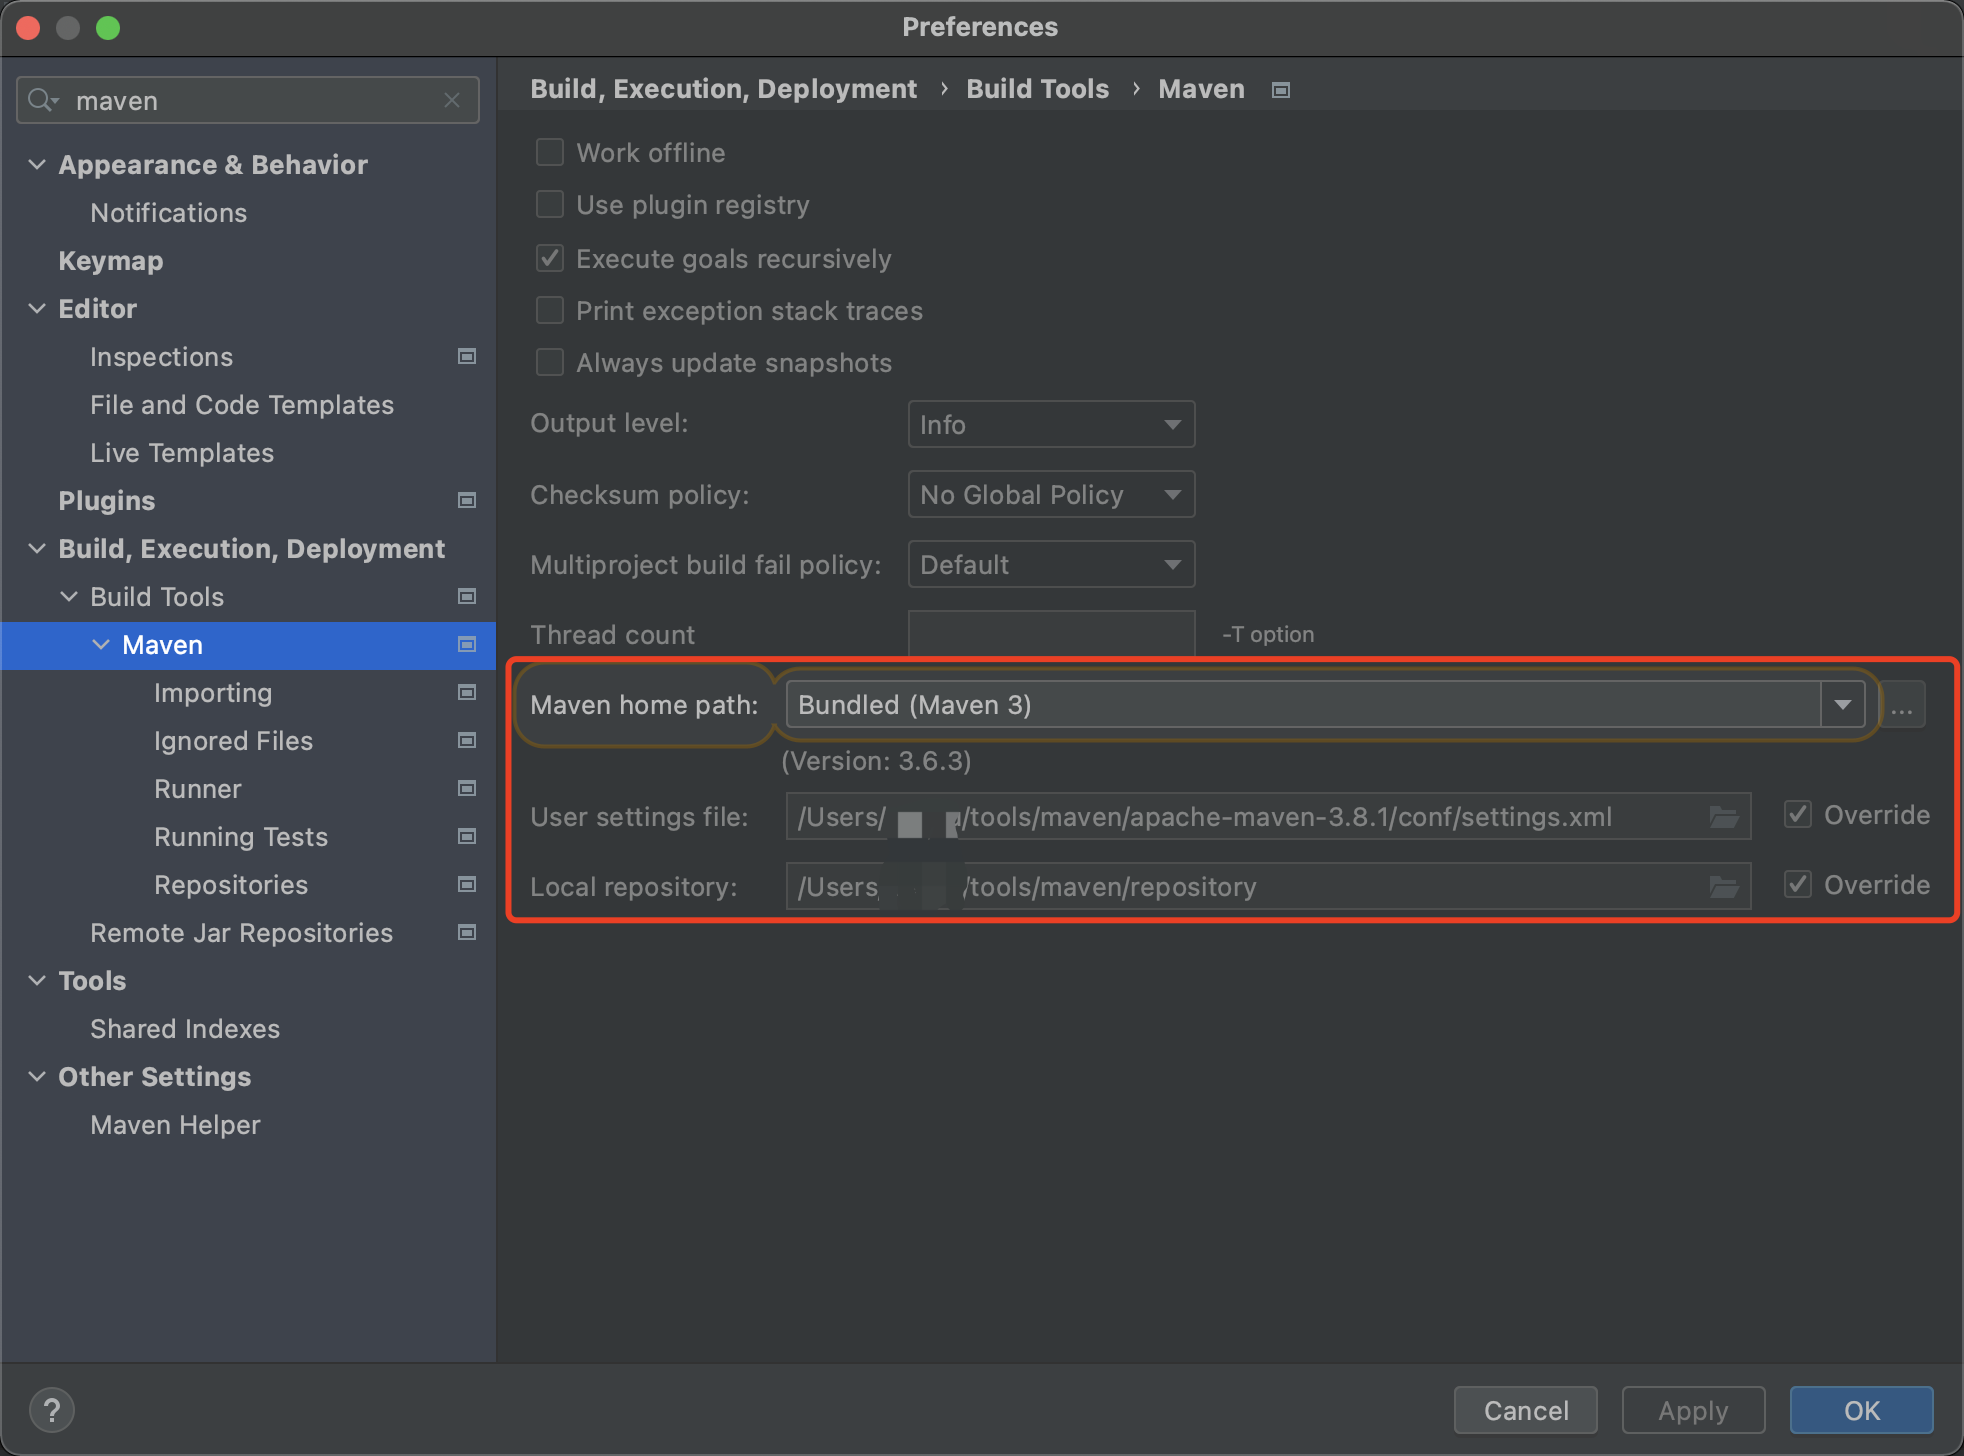 Preferences
maven
Appearance & Behavior
Notifications
Keymap
Editor
Inspections
File and Code Templates
Live Templates
Plugins
Build, Execution, Deployment
Build Tools
Maven
Importing
Ignored Files
Runner
Running Tests
Repositories
Remote Jar Repositories
Tools
Shared Indexes
Other Settings
Maven Helper
Build, Execution, Deployment › Build Tools › Maven
Work offline
Use plugin registry
Execute goals recursively
Print exception stack traces
Always update snapshots
Output level: Info
Checksum policy: No Global Policy
Multiproject build fail policy: Default
Thread count -T option
Maven home path: Bundled (Maven 3) ...
(Version: 3.6.3)
User settings file: /Users/ /tools/maven/apache-maven-3.8.1/conf/settings.xml Override
Local repository: /Users /tools/maven/repository Override
? Cancel Apply OK